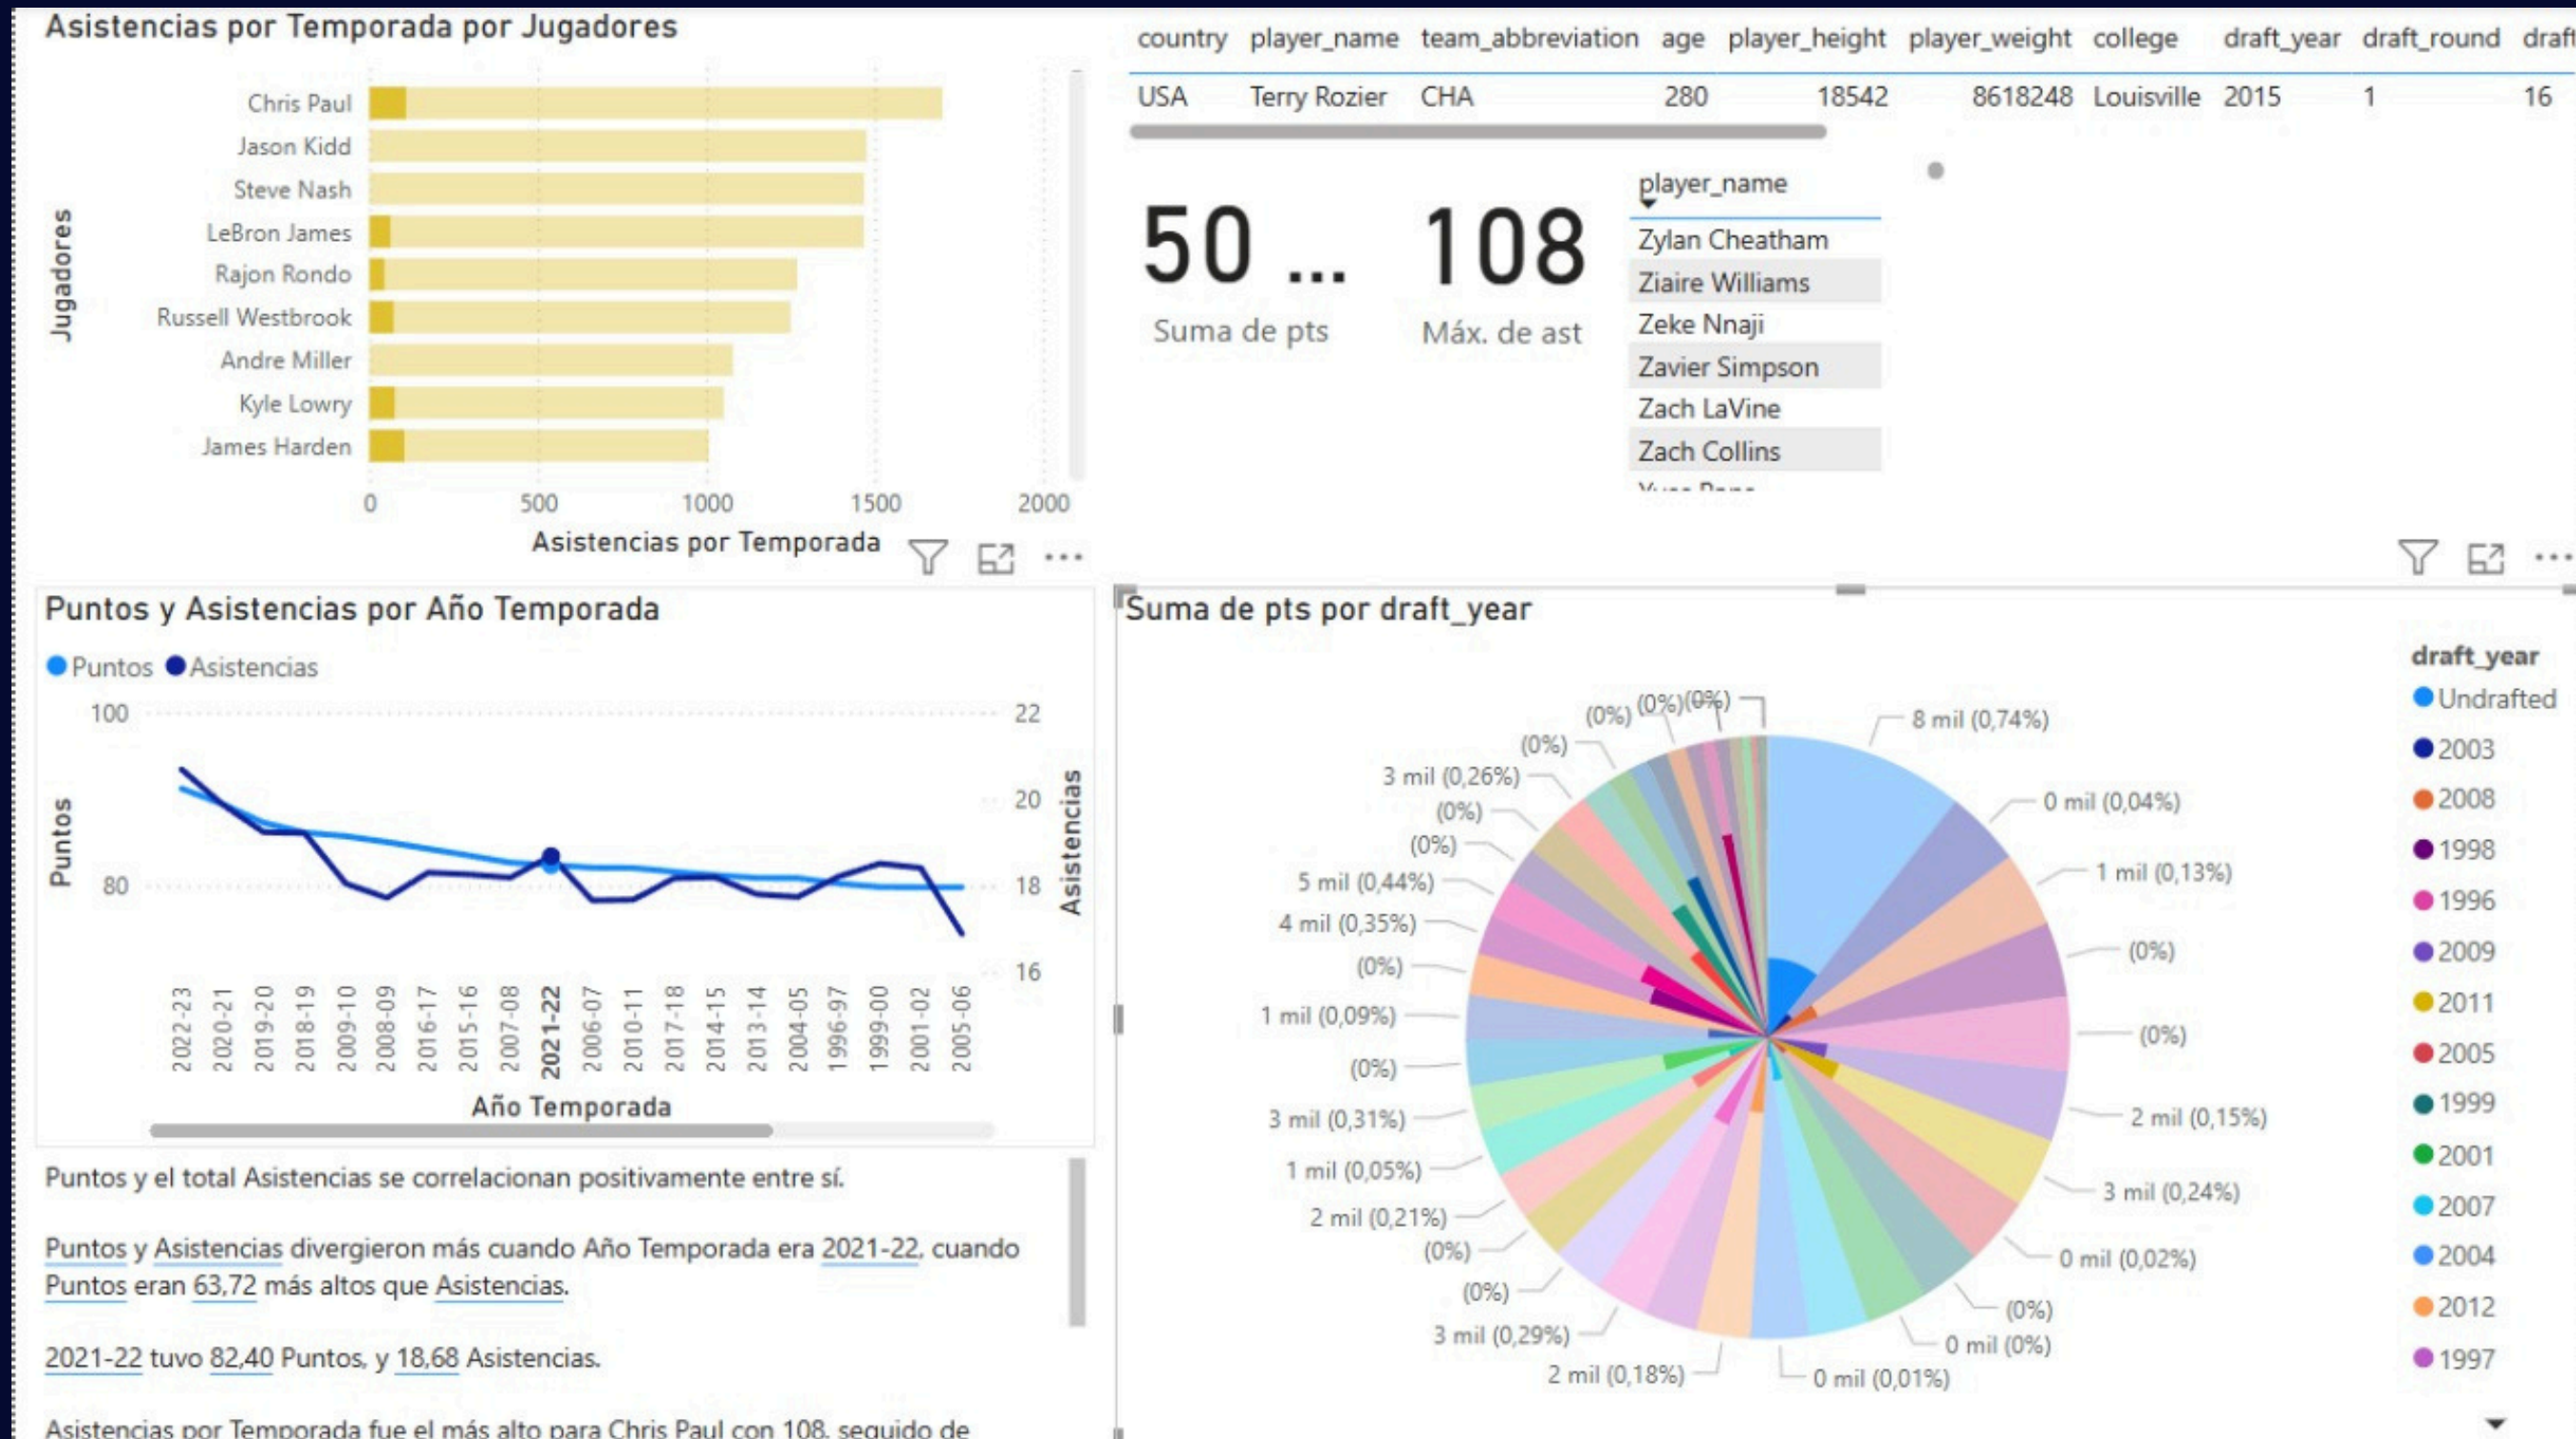 Asistencias por Temporada por Jugadores
Jugadores
Chris Paul
Jason Kidd
Steve Nash
LeBron James
Rajon Rondo
Russell Westbrook
Andre Miller
Kyle Lowry
James Harden
0 500 1000 1500 2000
Asistencias por Temporada
country player_name team_abbreviation age player_height player_weight college draft_year draft_round draft
USA Terry Rozier CHA 280 18542 8618248 Louisville 2015 1 16
50 ...
Suma de pts
108
Máx. de ast
player_name
Zylan Cheatham
Ziaire Williams
Zeke Nnaji
Zavier Simpson
Zach LaVine
Zach Collins
Puntos y Asistencias por Año Temporada
Puntos Asistencias
Puntos
100
80
22
20
18
16
Asistencias
2022-23 2020-21 2019-20 2018-19 2009-10 2008-09 2016-17 2015-16 2007-08 2021-22 2006-07 2010-11 2017-18 2014-15 2013-14 2004-05 1996-97 1999-00 2001-02 2005-06
Año Temporada
Puntos y el total Asistencias se correlacionan positivamente entre sí.
Puntos y Asistencias divergieron más cuando Año Temporada era 2021-22, cuando
Puntos eran 63,72 más altos que Asistencias.
2021-22 tuvo 82,40 Puntos, y 18,68 Asistencias.
Asistencias por Temporada fue el más alto para Chris Paul con 108, seguido de
Suma de pts por draft_year
8 mil (0,74%)
0 mil (0,04%)
1 mil (0,13%)
(0%)
(0%)
2 mil (0,15%)
3 mil (0,24%)
0 mil (0,02%)
(0%)
0 mil (0%)
0 mil (0,01%)
2 mil (0,18%)
3 mil (0,29%)
(0%)
(0%)
2 mil (0,21%)
1 mil (0,05%)
3 mil (0,31%)
(0%)
1 mil (0,09%)
(0%)
4 mil (0,35%)
5 mil (0,44%)
(0%)
(0%)
3 mil (0,26%)
(0%)
(0%)
(0%)
(0%)
draft_year
Undrafted
2003
2008
1998
1996
2009
2011
2005
1999
2001
2007
2004
2012
1997